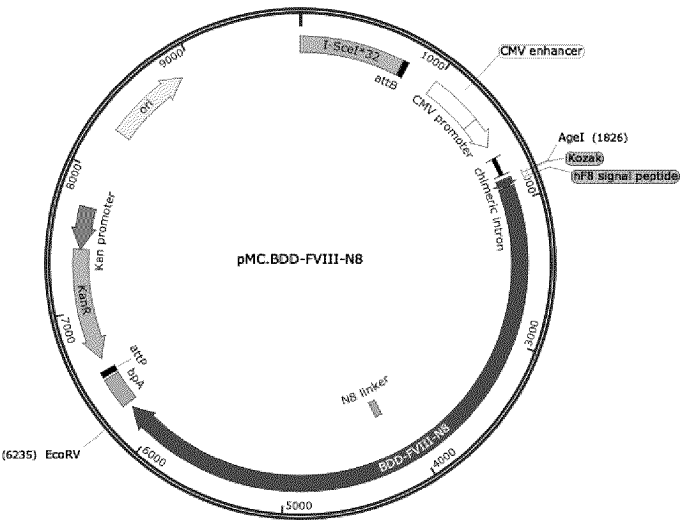 I-SceI*32
attB
1000
CMV enhancer
CMV promoter
AgeI (1826)
Kozak
hF8 signal peptide
chimeric intron
pMC.BDD-FVIII-N8
3000
N8 linker
BDD-FVIII-N8
4000
5000
6000
(6235) EcoRV
bpA
attP
7000
KanR
Kan promoter
8000
ori
9000